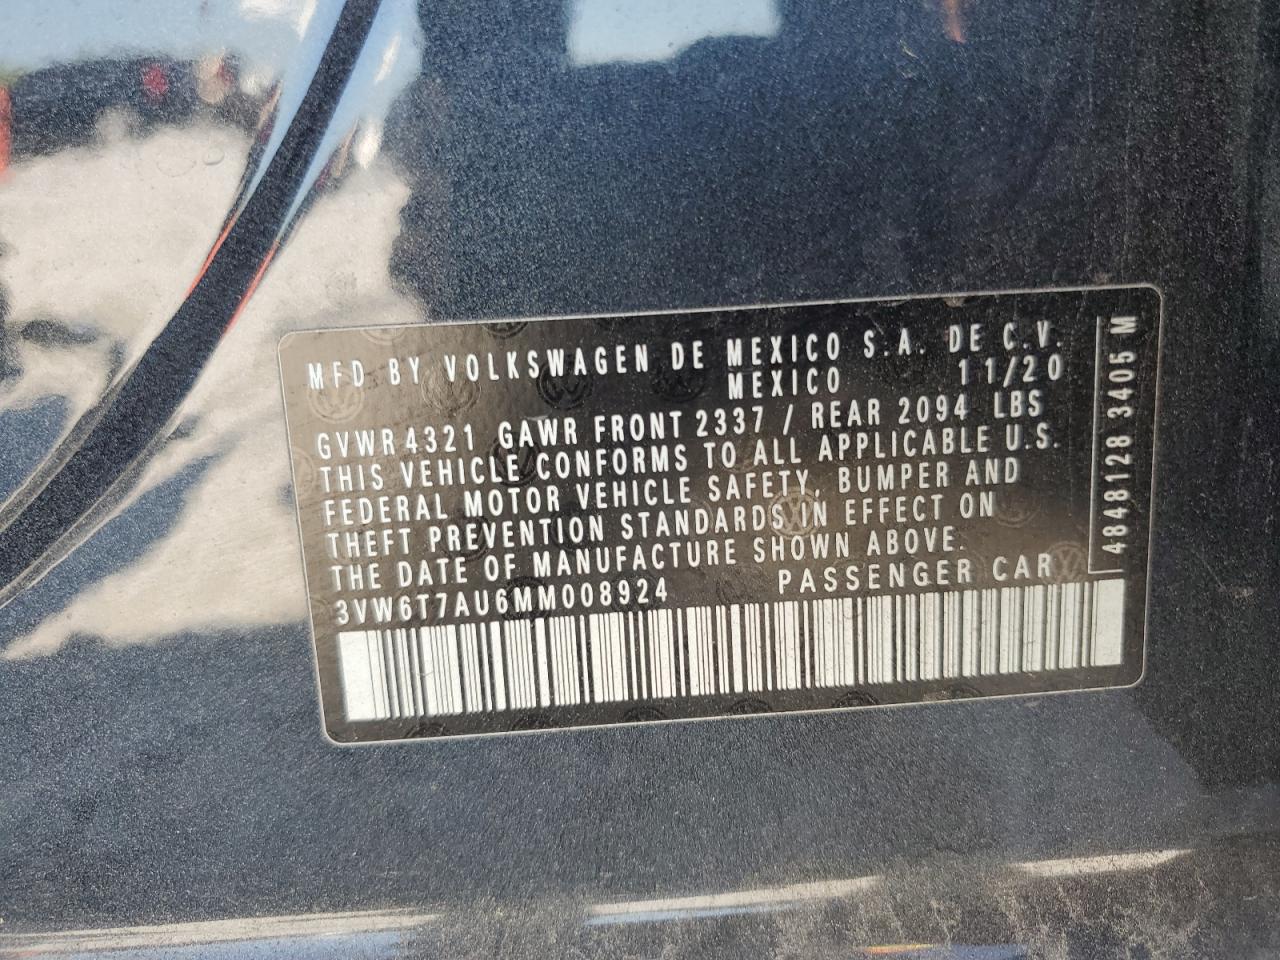 MFD BY VOLKSWAGEN DE MEXICO S.A. DE C.V.
MEXICO 11/20
GVWR 4321 GAWR FRONT 2337 / REAR 2094 LBS
THIS VEHICLE CONFORMS TO ALL APPLICABLE U.S.
FEDERAL MOTOR VEHICLE SAFETY, BUMPER AND
THEFT PREVENTION STANDARDS IN EFFECT ON
THE DATE OF MANUFACTURE SHOWN ABOVE.
3VW6T7AU6MM008924 PASSENGER CAR
4848128 3405 M